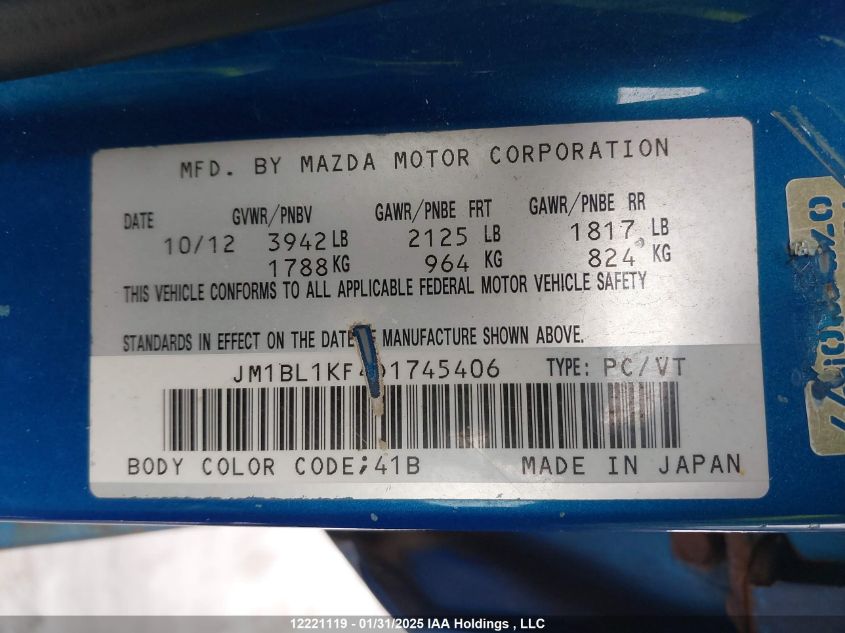 MFD. BY MAZDA MOTOR CORPORATION
DATE GVWR/PNBV GAWR/PNBE FRT GAWR/PNBE RR
10/12 3942 LB 2125 LB 1817 LB
1788 KG 964 KG 824 KG
THIS VEHICLE CONFORMS TO ALL APPLICABLE FEDERAL MOTOR VEHICLE SAFETY
STANDARDS IN EFFECT ON THE DATE MANUFACTURE SHOWN ABOVE.
TYPE: PC/VT
BODY COLOR CODE;41B MADE IN JAPAN
12221119 - 01/31/2025 IAA Holdings , LLC